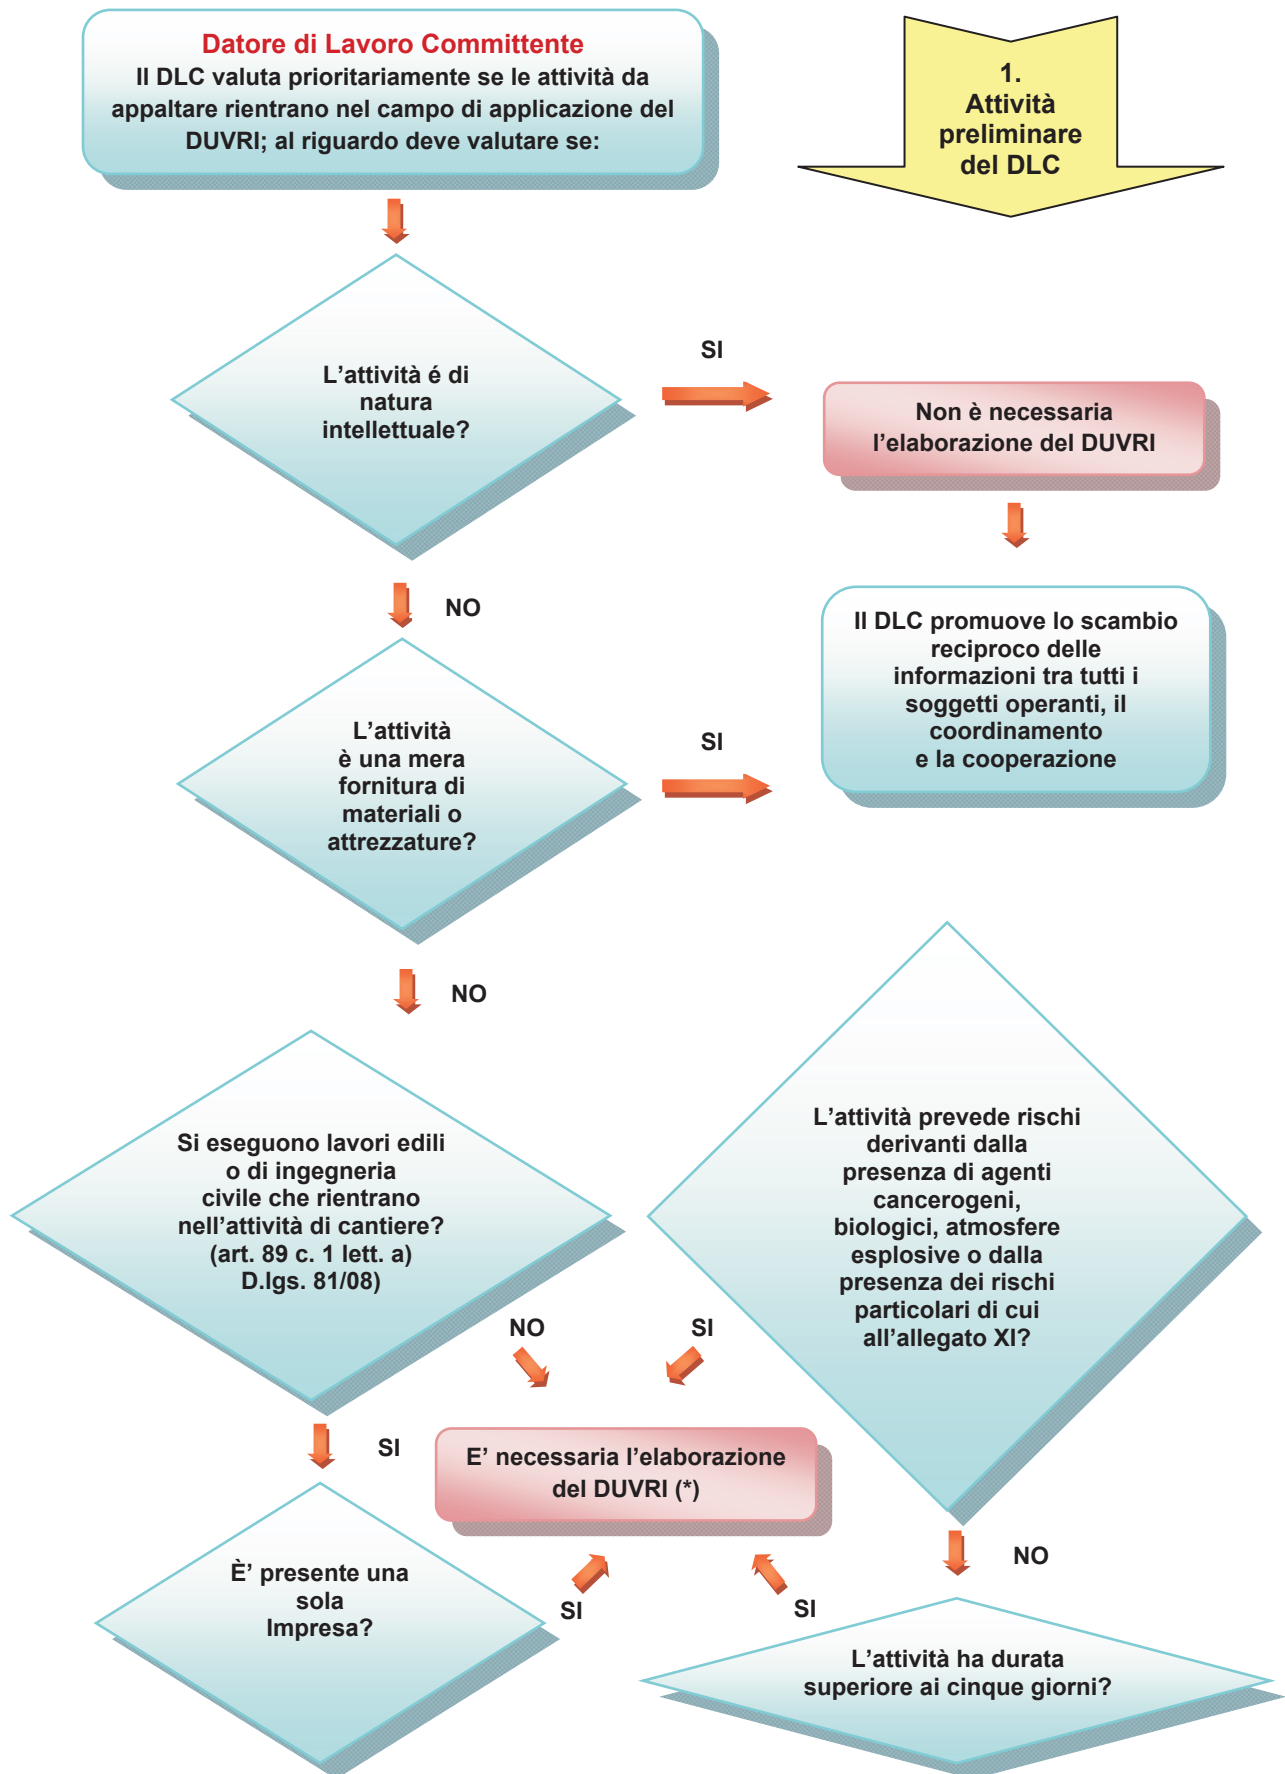 Datore di Lavoro Committente
Il DLC valuta prioritariamente se le attività da
appaltare rientrano nel campo di applicazione del
DUVRI; al riguardo deve valutare se:
1.
Attività
preliminare
del DLC
L'attività é di
natura
intellettuale?
SI
Non è necessaria
l'elaborazione del DUVRI
NO
Il DLC promuove lo scambio
reciproco delle
informazioni tra tutti i
soggetti operanti, il
coordinamento
e la cooperazione
L'attività
è una mera
fornitura di
materiali o
attrezzature?
SI
NO
Si eseguono lavori edili
o di ingegneria
civile che rientrano
nell'attività di cantiere?
(art. 89 c. 1 lett. a)
D.lgs. 81/08)
L'attività prevede rischi
derivanti dalla
presenza di agenti
cancerogeni,
biologici, atmosfere
esplosive o dalla
presenza dei rischi
particolari di cui
all'allegato XI?
NO
SI
SI
E' necessaria l'elaborazione
del DUVRI (*)
NO
È' presente una
sola
Impresa?
SI
SI
L'attività ha durata
superiore ai cinque giorni?